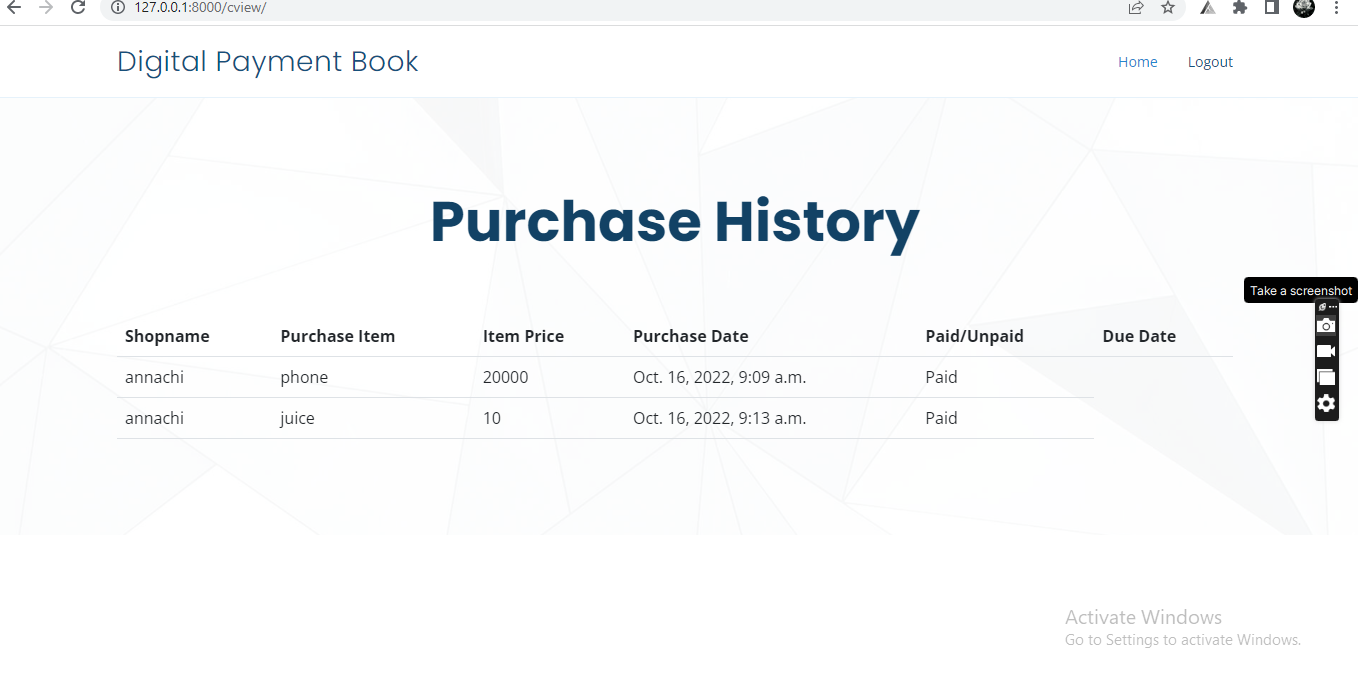 127.0.0.1:8000/cview/
Digital Payment Book Home Logout
Purchase History
Take a screenshot
Shopname Purchase Item Item Price Purchase Date Paid/Unpaid Due Date
annachi phone 20000 Oct. 16, 2022, 9:09 a.m. Paid
annachi juice 10 Oct. 16, 2022, 9:13 a.m. Paid
Activate Windows
Go to Settings to activate Windows.